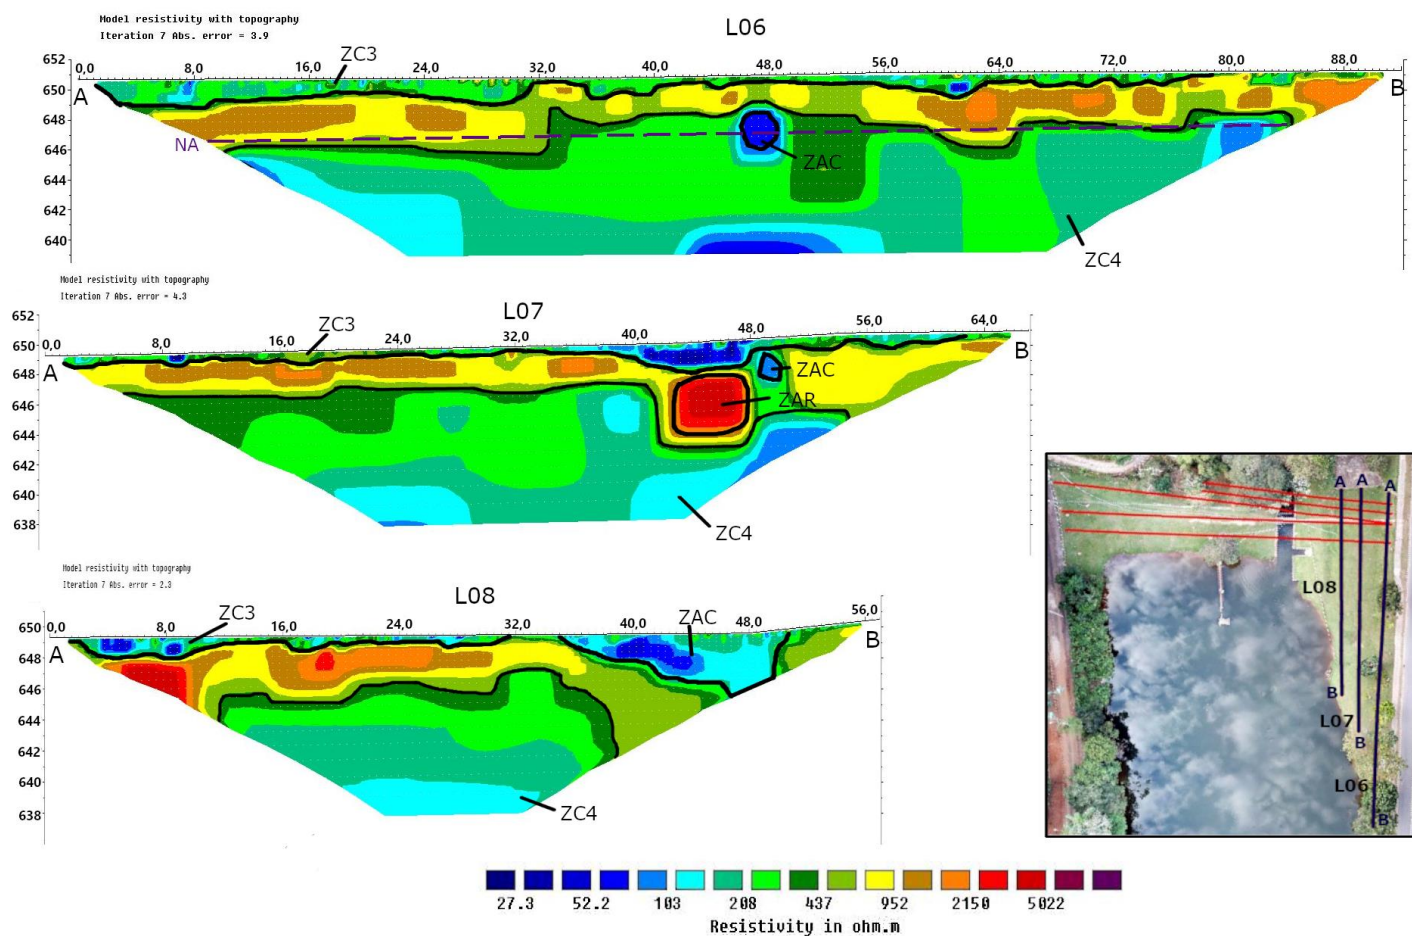 Model resistivity with topography
Iteration 7 Abs. error = 3.9
L06
ZC3
652
0,0 8,0 16,0 24,0 32,0 40,0 48,0 56,0 64,0 72,0 80,0 88,0
650
A B
648
NA
646
ZAC
644
642
640
ZC4
Model resistivity with topography
Iteration 7 Abs. error = 4.3
L07
ZC3
652
0,0 8,0 16,0 24,0 32,0 40,0 48,0 56,0 64,0
650
A B
648
ZAC
646
ZAR
644
642
640
638
ZC4
Model resistivity with topography
Iteration 7 Abs. error = 2.3
L08
ZC3
ZAC
650
0,0 8,0 16,0 24,0 32,0 40,0 48,0 56,0
A B
648
646
644
642
640
638
ZC4
A A A
L08
B
L07
B
L06
B
27.3 52.2 103 208 437 952 2150 5022
Resistivity in ohm.m